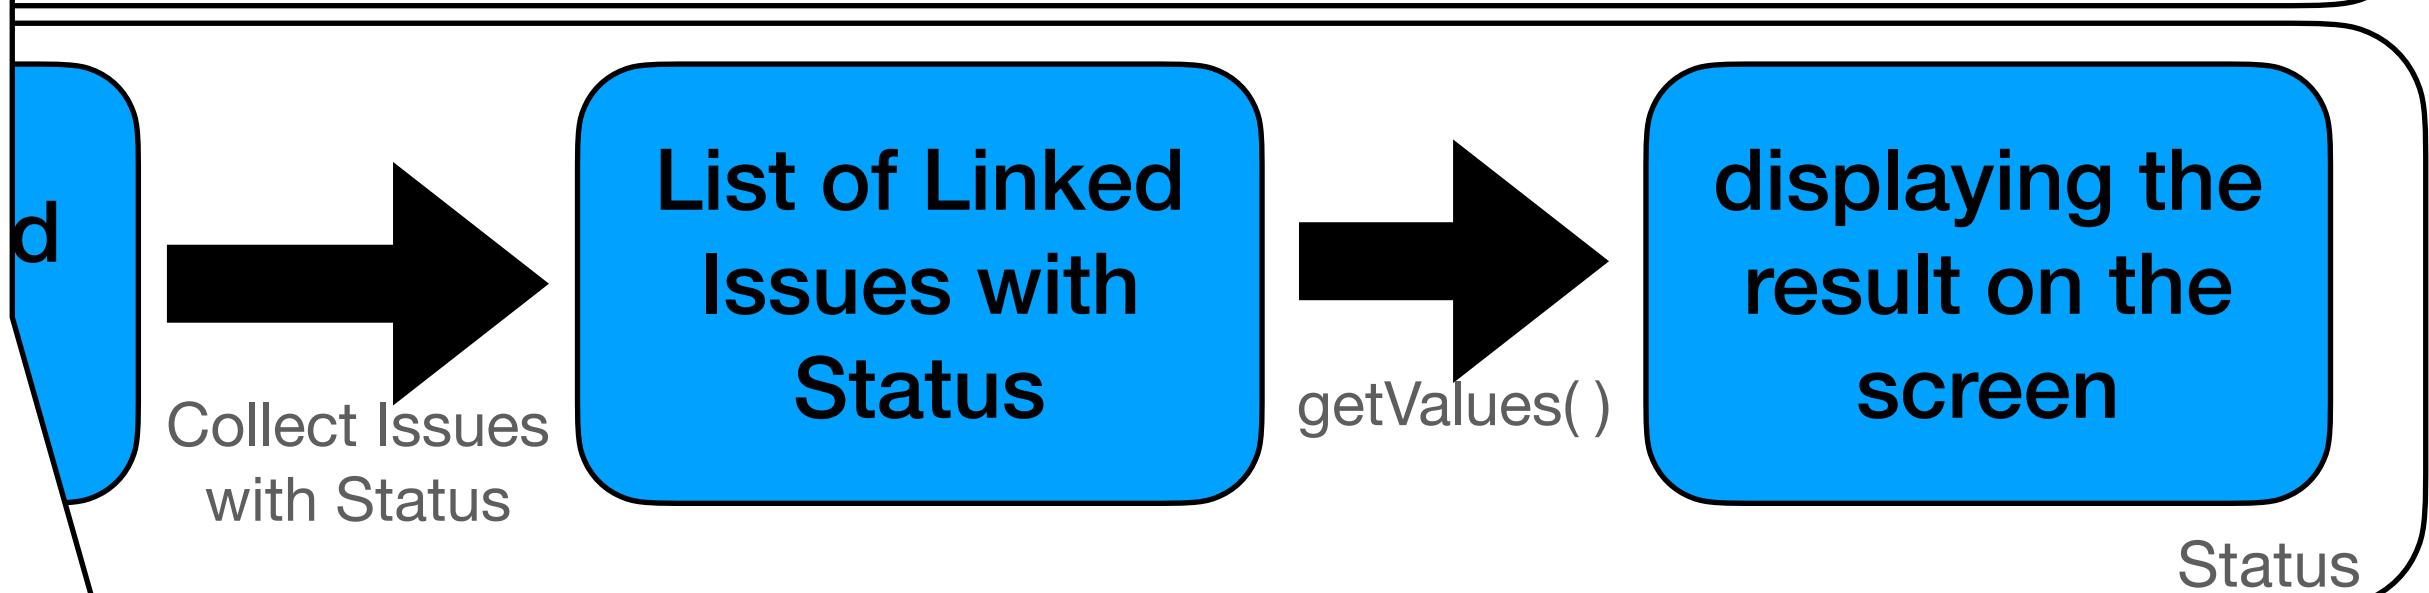 d
Collect Issues
with Status
List of Linked
Issues with
Status
getValues( )
displaying the
result on the
screen
Status